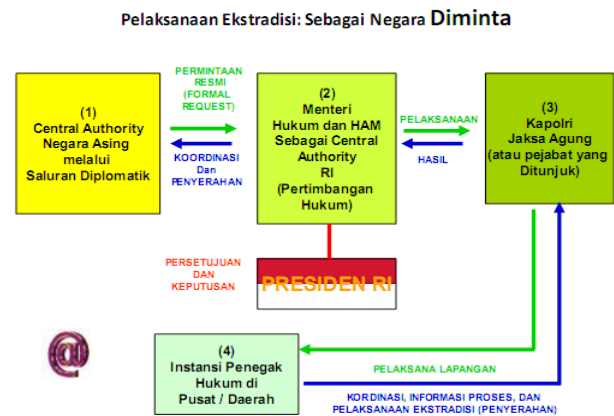 Pelaksanaan Ekstradisi: Sebagai Negara Diminta
(1)
Central Authority
Negara Asing
melalui
Saluran Diplomatik
PERMINTAAN
RESMI
(FORMAL
REQUEST)
KOORDINASI
Dan
PENYERAHAN
(2)
Menteri
Hukum dan HAM
Sebagai Central
Authority
RI
(Pertimbangan
Hukum)
PELAKSANAAN
HASIL
(3)
Kapolri
Jaksa Agung
(atau pejabat yang
Ditunjuk)
PERSETUJUAN
DAN
KEPUTUSAN
PRESIDEN RI
@
(4)
Instansi Penegak
Hukum di
Pusat / Daerah
PELAKSANA LAPANGAN
KORDINASI, INFORMASI PROSES, DAN
PELAKSANAAN EKSTRADISI (PENYERAHAN)